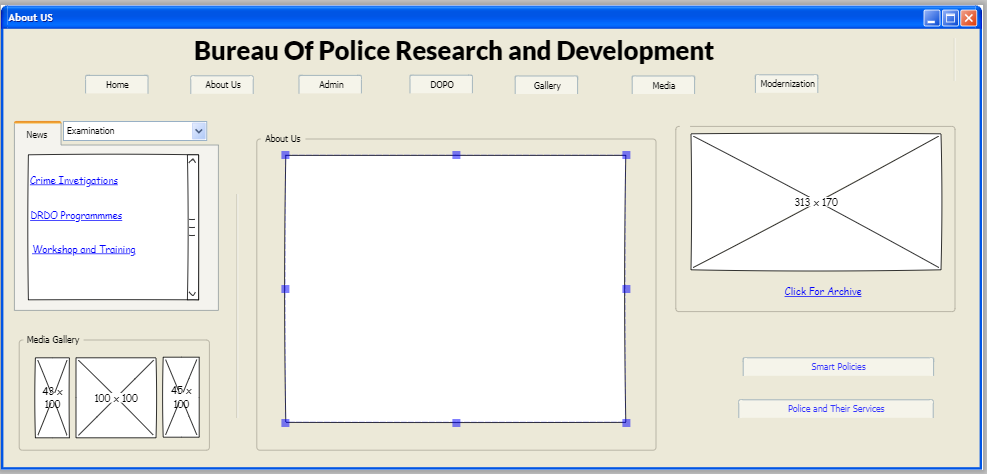 About US
Bureau Of Police Research and Development
Home About Us Admin DOPO Gallery Media Modernization
News Examination
Crime Invetigations
DRDO Programmmes
Workshop and Training
About Us
313 x 170
Click For Archive
Media Gallery
43 x 100
100 x 100
45 x 100
Smart Policies
Police and Their Services